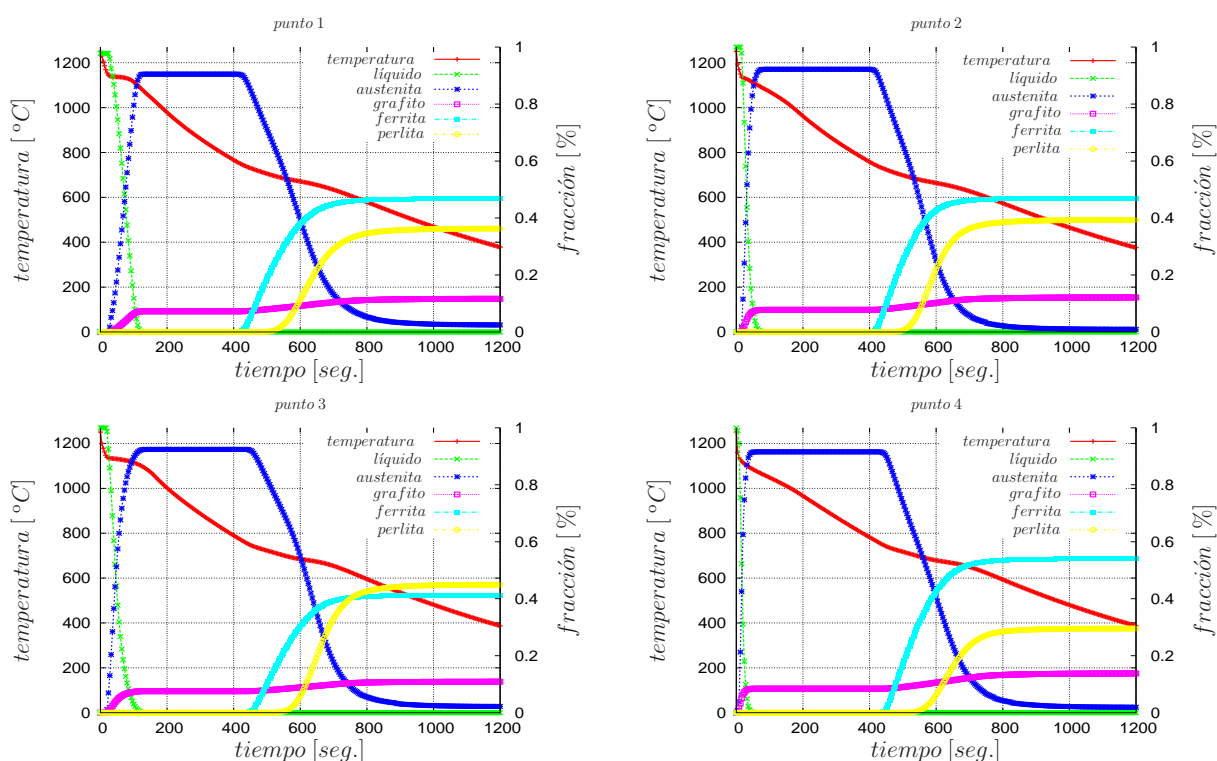 punto 1
temperatura [ °C]
1200
1000
800
600
400
200
0
temperatura
líquido
austenita
grafito
ferrita
perlita
1
0.8
0.6
0.4
0.2
0
fracción [%]
0 200 400 600 800 1000 1200
tiempo [seg.]
punto 2
temperatura [ °C]
1200
1000
800
600
400
200
0
temperatura
líquido
austenita
grafito
ferrita
perlita
1
0.8
0.6
0.4
0.2
0
fracción [%]
0 200 400 600 800 1000 1200
tiempo [seg.]
punto 3
temperatura [ °C]
1200
1000
800
600
400
200
0
temperatura
líquido
austenita
grafito
ferrita
perlita
1
0.8
0.6
0.4
0.2
0
fracción [%]
0 200 400 600 800 1000 1200
tiempo [seg.]
punto 4
temperatura [ °C]
1200
1000
800
600
400
200
0
temperatura
líquido
austenita
grafito
ferrita
perlita
1
0.8
0.6
0.4
0.2
0
fracción [%]
0 200 400 600 800 1000 1200
tiempo [seg.]